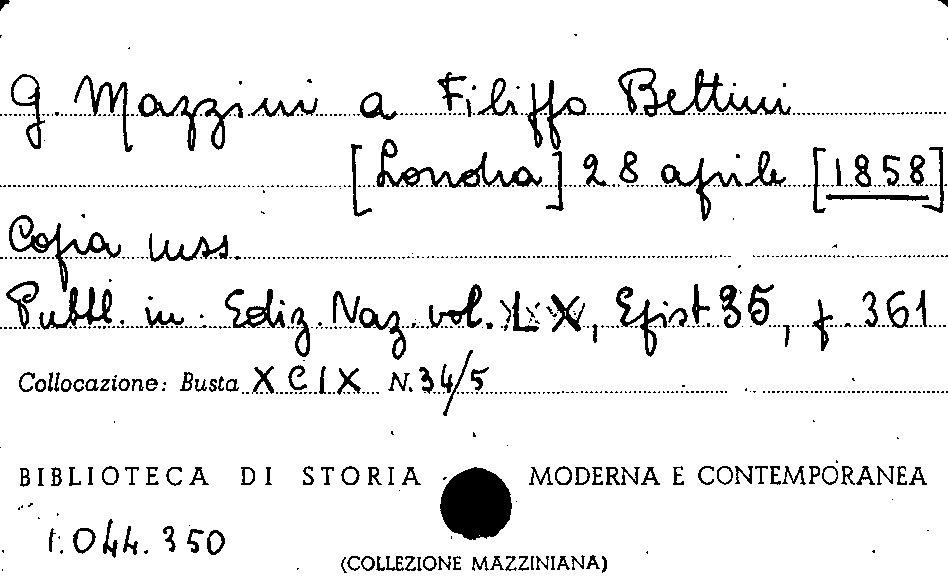 G. Mazzini a Filippo Bettini
[Londra] 28 aprile [1858]
Copia mss.
Pubbl. in Ediz. Naz. vol. LX, Epist. 35, p. 361
Collocazione: Busta XCIX N. 34/5
BIBLIOTECA DI STORIA MODERNA E CONTEMPORANEA
1.044.350
(COLLEZIONE MAZZINIANA)